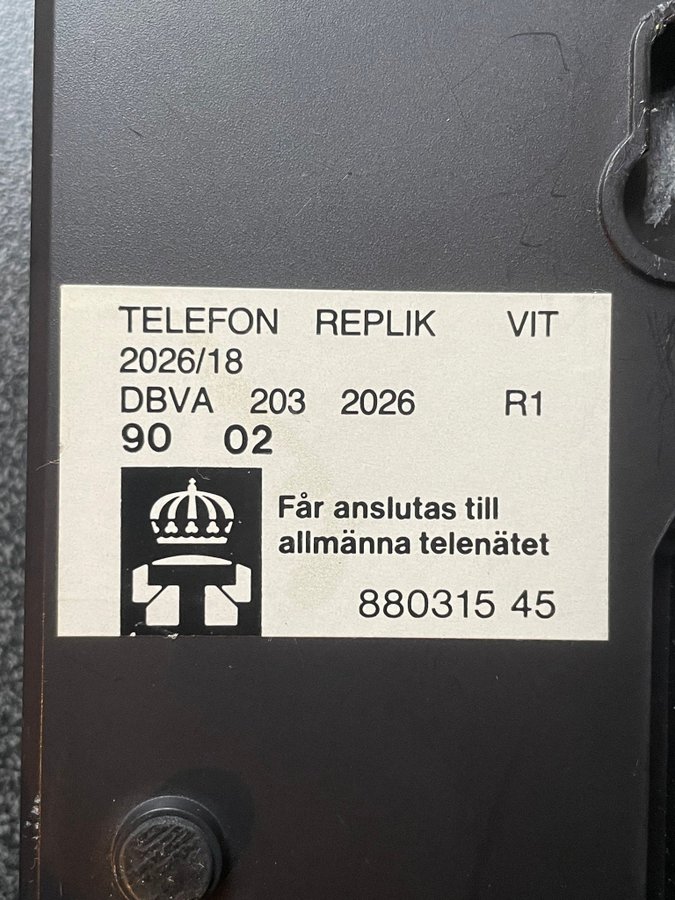 TELEFON REPLIK VIT
2026/18
DBVA 203 2026 R1
90 02
Får anslutas till
allmänna telenätet
880315 45